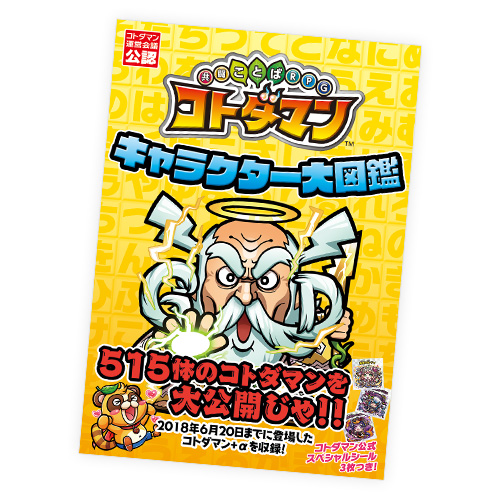 コトダマン
運営会議
公認
共闘ことばRPG
コトダマン
TM
キャラクター大図鑑
515体のコトダマンを
大公開じゃ!!
2018年6月20日までに登場した
コトダマン+αを収録!
コトダマン公式
スペシャルシール
3枚つき!